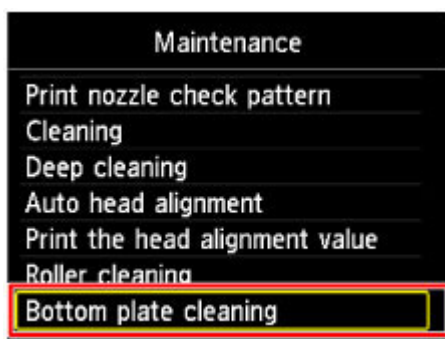 Maintenance
Print nozzle check pattern
Cleaning
Deep cleaning
Auto head alignment
Print the head alignment value
Roller cleaning
Bottom plate cleaning